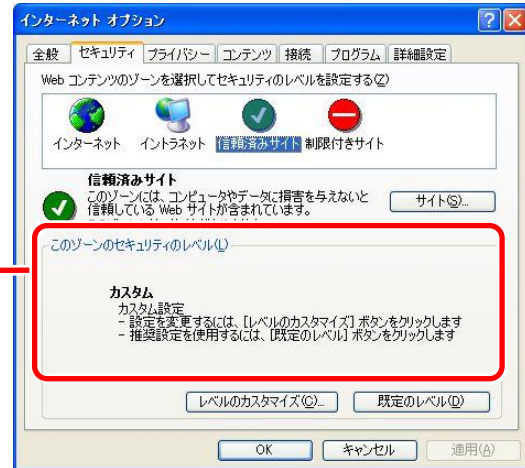 インターネット オプション
全般 セキュリティ プライバシー コンテンツ 接続 プログラム 詳細設定
Web コンテンツのゾーンを選択してセキュリティのレベルを設定する(Z)
インターネット イントラネット 信頼済みサイト 制限付きサイト
信頼済みサイト
このゾーンには、コンピュータやデータに損害を与えないと
信頼している Web サイトが含まれています。
サイト(S)...
このゾーンのセキュリティのレベル(L)
カスタム
カスタム設定
- 設定を変更するには、[レベルのカスタマイズ] ボタンをクリックします
- 推奨設定を使用するには、[既定のレベル] ボタンをクリックします
レベルのカスタマイズ(C)... 既定のレベル(D)
OK キャンセル 適用(A)